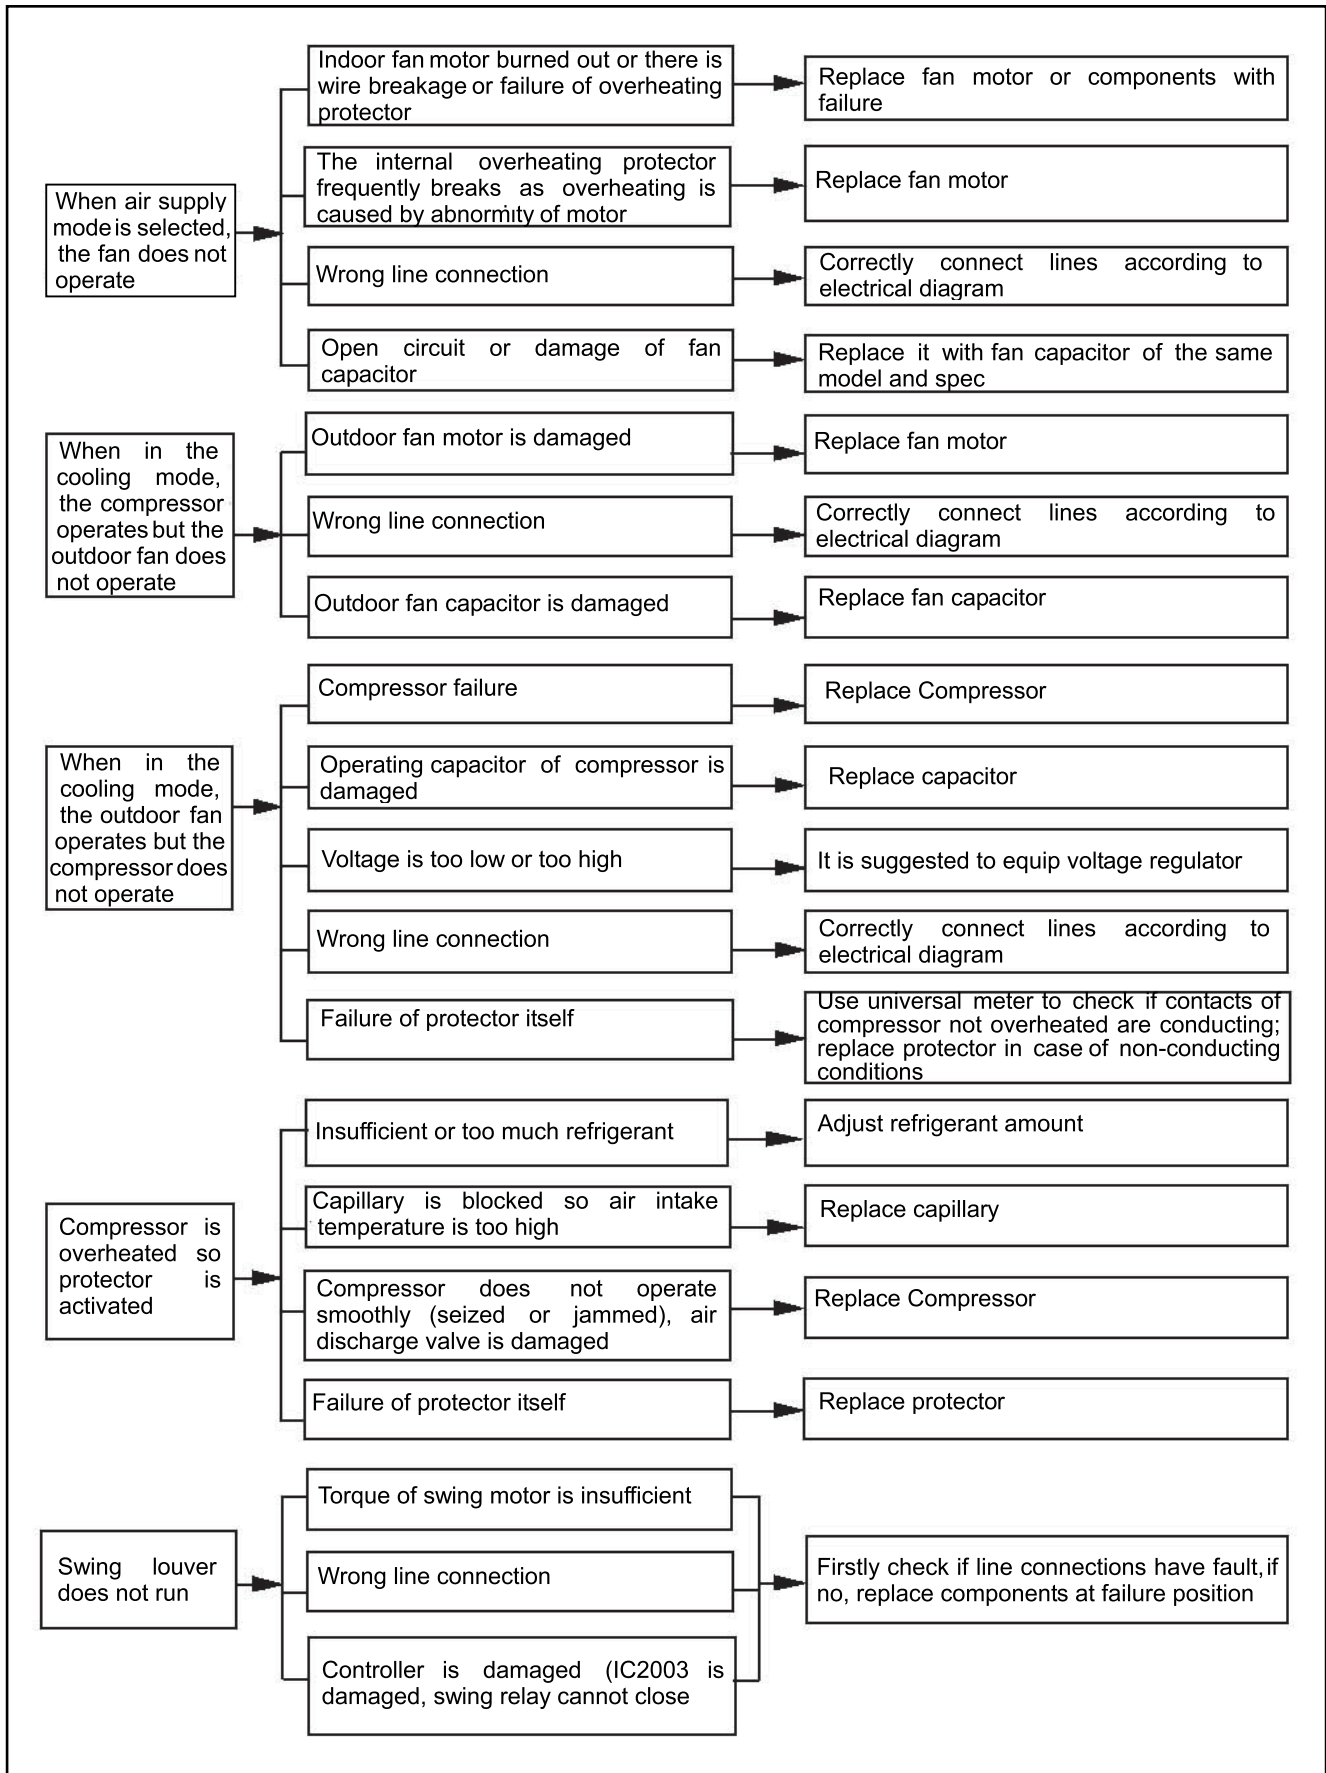 Indoor fan motor burned out or there is
wire breakage or failure of overheating
protector
Replace fan motor or components with
failure
The internal overheating protector
frequently breaks as overheating is
caused by abnormity of motor
Replace fan motor
When air supply
mode is selected,
the fan does not
operate
Wrong line connection
Correctly connect lines according to
electrical diagram
Open circuit or damage of fan
capacitor
Replace it with fan capacitor of the same
model and spec
When in the
cooling mode,
the compressor
operates but the
outdoor fan does
not operate
Outdoor fan motor is damaged
Replace fan motor
Wrong line connection
Correctly connect lines according to
electrical diagram
Outdoor fan capacitor is damaged
Replace fan capacitor
When in the
cooling mode,
the outdoor fan
operates but the
compressor does
not operate
Compressor failure
Replace Compressor
Operating capacitor of compressor is
damaged
Replace capacitor
Voltage is too low or too high
It is suggested to equip voltage regulator
Wrong line connection
Correctly connect lines according to
electrical diagram
Failure of protector itself
Use universal meter to check if contacts of
compressor not overheated are conducting;
replace protector in case of non-conducting
conditions
Compressor is
overheated so
protector is
activated
Insufficient or too much refrigerant
Adjust refrigerant amount
Capillary is blocked so air intake
temperature is too high
Replace capillary
Compressor does not operate
smoothly (seized or jammed), air
discharge valve is damaged
Replace Compressor
Failure of protector itself
Replace protector
Swing louver
does not run
Torque of swing motor is insufficient
Wrong line connection
Controller is damaged (IC2003 is
damaged, swing relay cannot close
Firstly check if line connections have fault, if
no, replace components at failure position